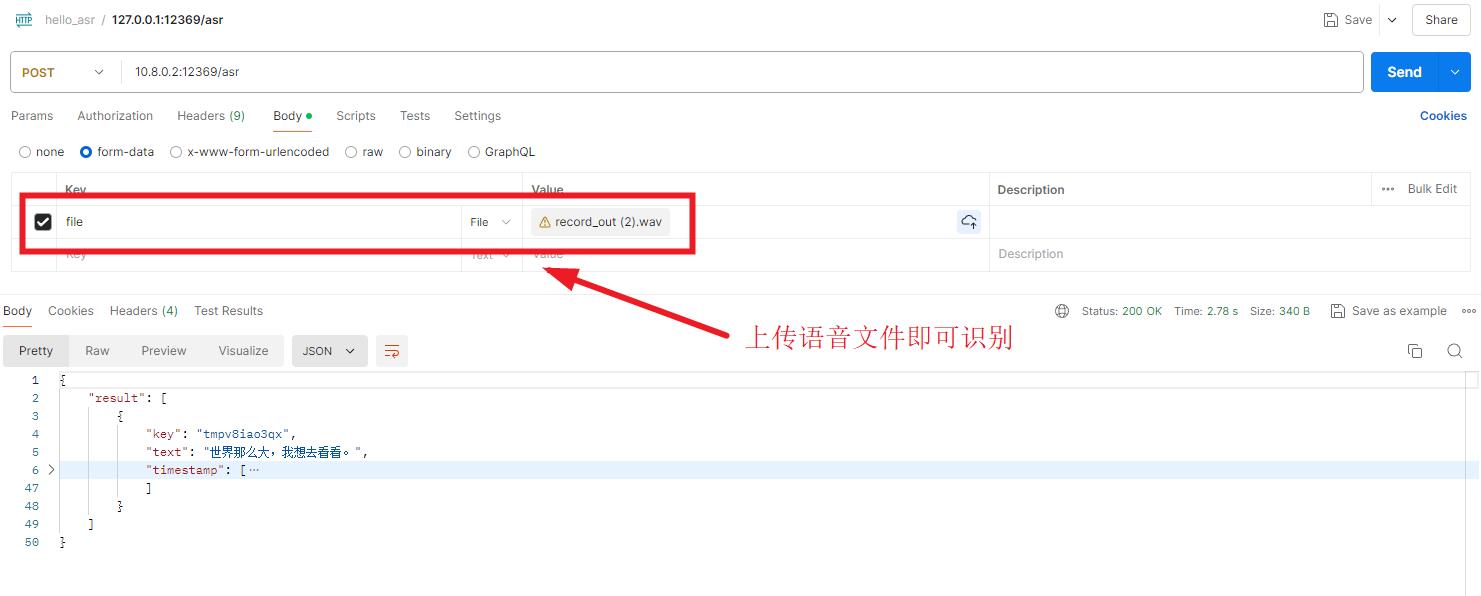 HTTP hello_asr / 127.0.0.1:12369/asr Save Share
POST 10.8.0.2:12369/asr Send
Params Authorization Headers (9) Body Scripts Tests Settings Cookies
none form-data x-www-form-urlencoded raw binary GraphQL
Key Value Description ··· Bulk Edit
file File record_out (2).wav
Key Text Value Description
Body Cookies Headers (4) Test Results Status: 200 OK Time: 2.78 s Size: 340 B Save as example
上传语音文件即可识别
Pretty Raw Preview Visualize JSON
1 {
2 "result": [
3 {
4 "key": "tmpv8iao3qx",
5 "text": "世界那么大，我想去看看。",
6 "timestamp": [···
47 ]
48 }
49 ]
50 }